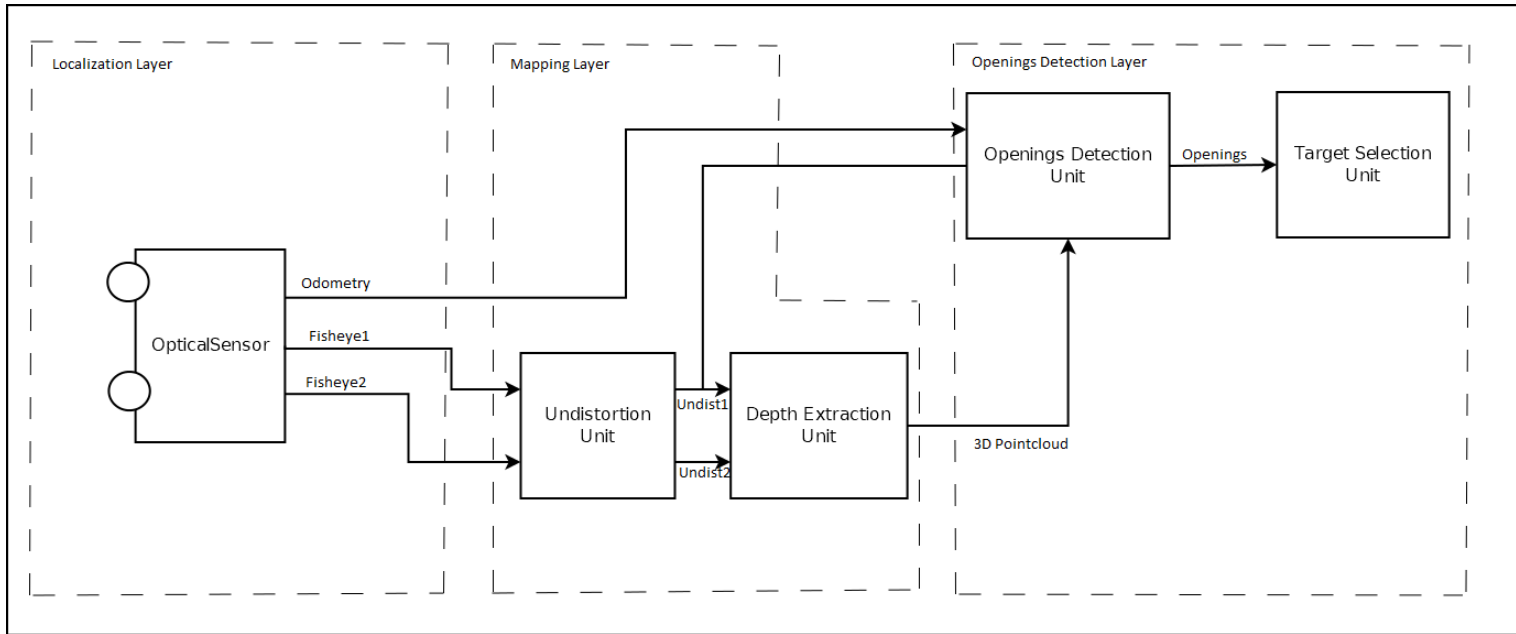 Localization Layer
Mapping Layer
Openings Detection Layer
Openings Detection
Unit
Openings
Target Selection
Unit
Odometry
OpticalSensor
Fisheye1
Fisheye2
Undistortion
Unit
Undist1
Undist2
Depth Extraction
Unit
3D Pointcloud